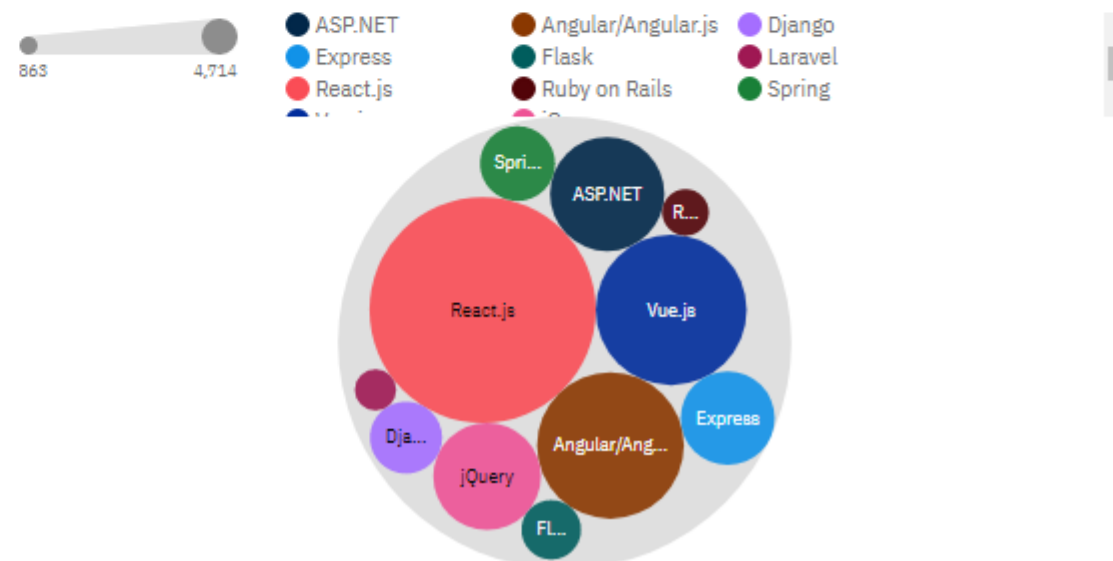 ASP.NET Angular/Angular.js Django
Express Flask Laravel
863 4,714
React.js Ruby on Rails Spring
Spri...
ASP.NET
R...
React.js
Vue.js
Express
Dja...
Angular/Ang...
jQuery
Fl...